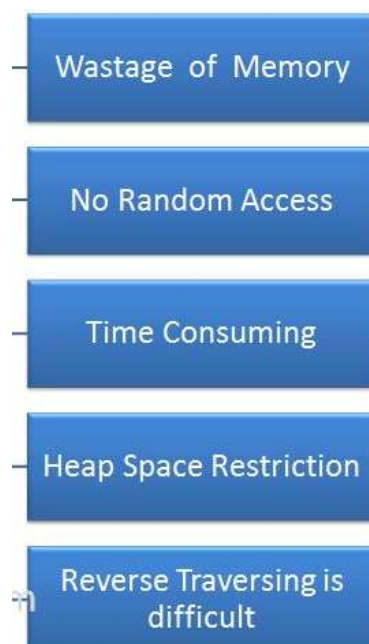 Wastage of Memory
No Random Access
Time Consuming
Heap Space Restriction
Reverse Traversing is
difficult